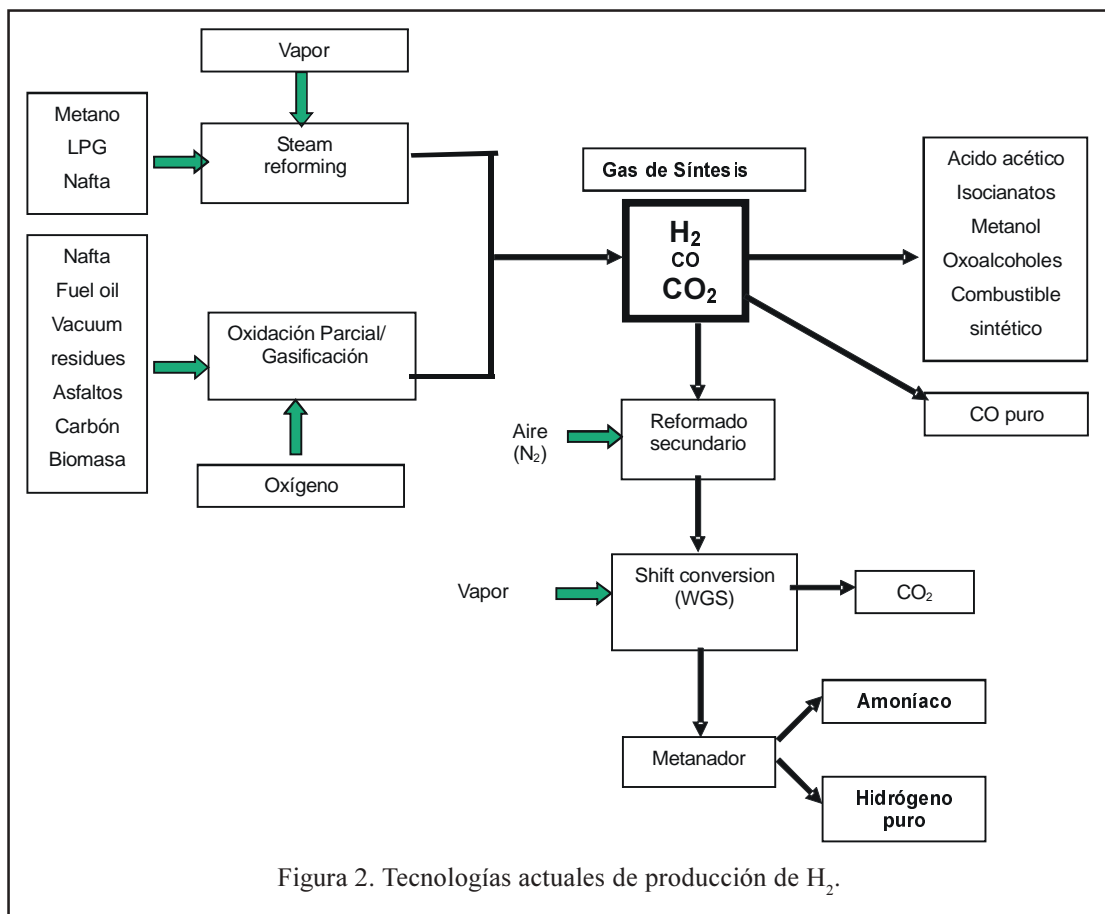 Vapor
Metano
LPG
Nafta
Steam
reforming
Nafta
Fuel oil
Vacuum
residues
Asfaltos
Carbón
Biomasa
Oxidación Parcial/
Gasificación
Oxígeno
Gas de Síntesis
H₂
CO
CO₂
Acido acético
Isocianatos
Metanol
Oxoalcoholes
Combustible
sintético
CO puro
Aire
(N₂)
Reformado
secundario
Vapor
Shift conversion
(WGS)
CO₂
Metanador
Amoníaco
Hidrógeno
puro
Figura 2. Tecnologías actuales de producción de H₂.